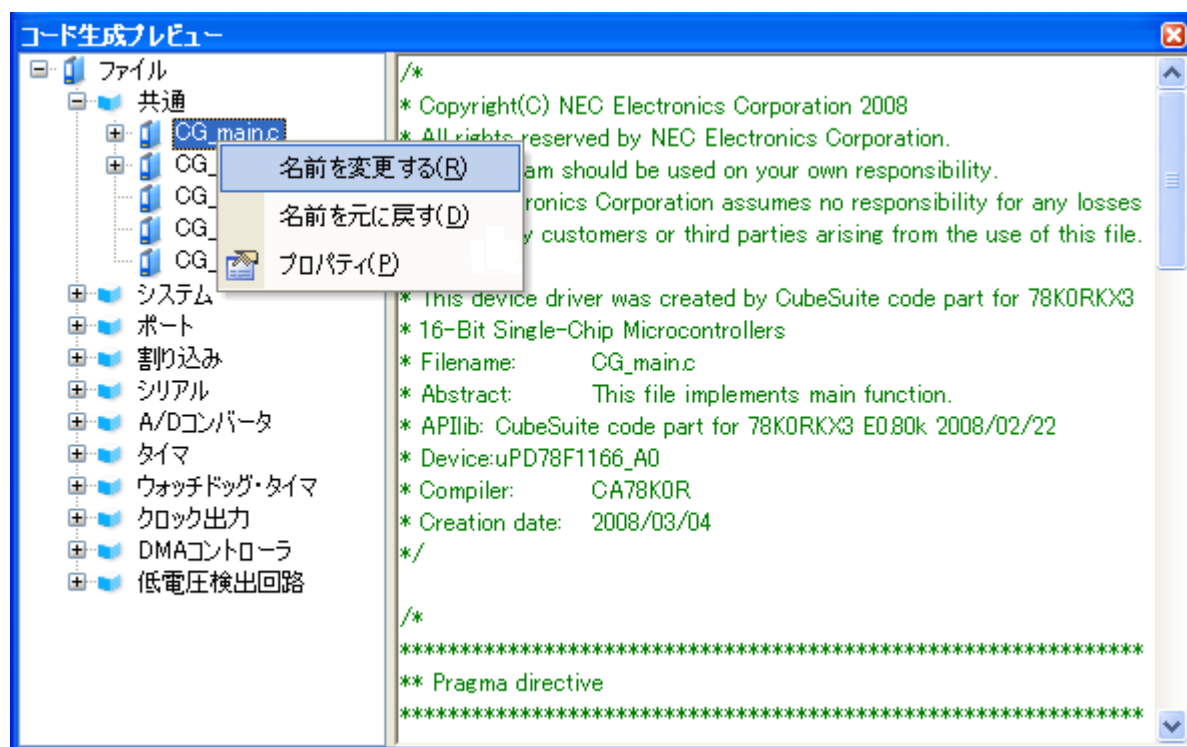 コード生成プレビュー
ファイル
共通
CG_main.c
CG_
CG_
CG_
CG_
システム
ポート
割り込み
シリアル
A/Dコンバータ
タイマ
ウォッチドッグ・タイマ
クロック出力
DMAコントローラ
低電圧検出回路
名前を変更する(R)
名前を元に戻す(D)
プロパティ(P)
/*
* Copyright(C) NEC Electronics Corporation 2008
* All rights reserved by NEC Electronics Corporation.
am should be used on your own responsibility.
ronics Corporation assumes no responsibility for any losses
y customers or third parties arising from the use of this file.
* This device driver was created by CubeSuite code part for 78K0RKX3
* 16-Bit Single-Chip Microcontrollers
* Filename: CG_main.c
* Abstract: This file implements main function.
* APIlib: CubeSuite code part for 78K0RKX3 E0.80k 2008/02/22
* Device:uPD78F1166_A0
* Compiler: CA78K0R
* Creation date: 2008/03/04
*/
/*
**************************************************************
** Pragma directive
**************************************************************